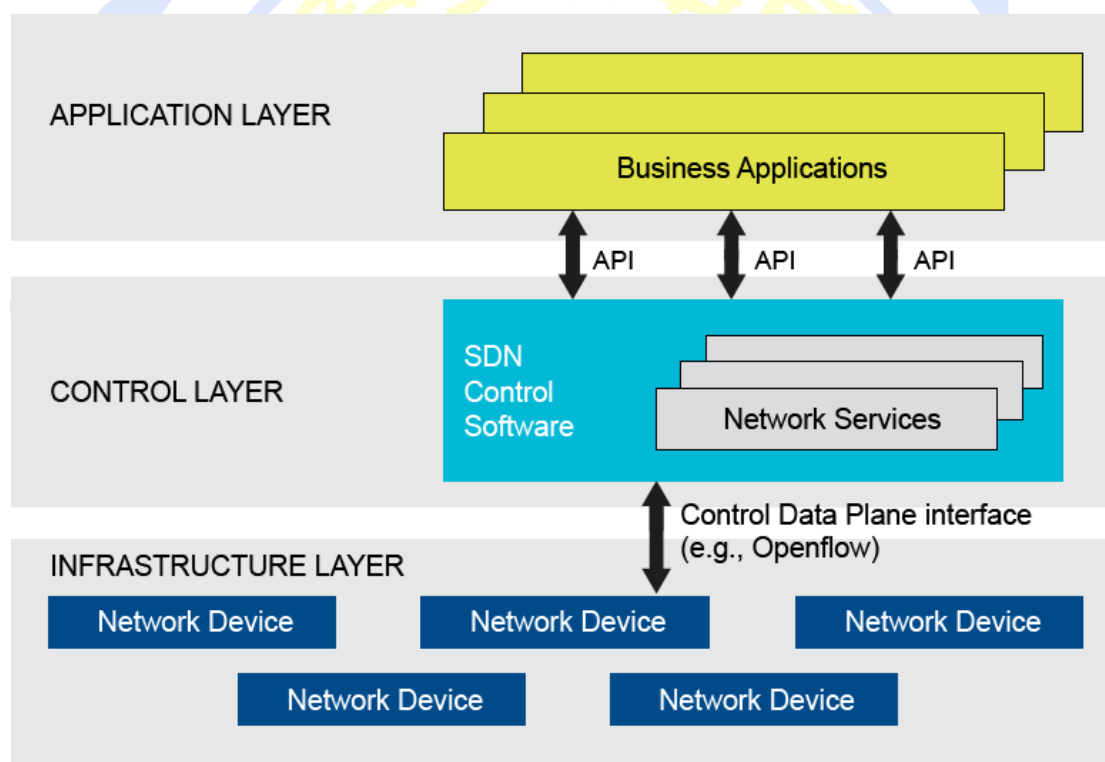 APPLICATION LAYER
Business Applications
API
API
API
CONTROL LAYER
SDN
Control
Software
Network Services
Control Data Plane interface
(e.g., Openflow)
INFRASTRUCTURE LAYER
Network Device
Network Device
Network Device
Network Device
Network Device